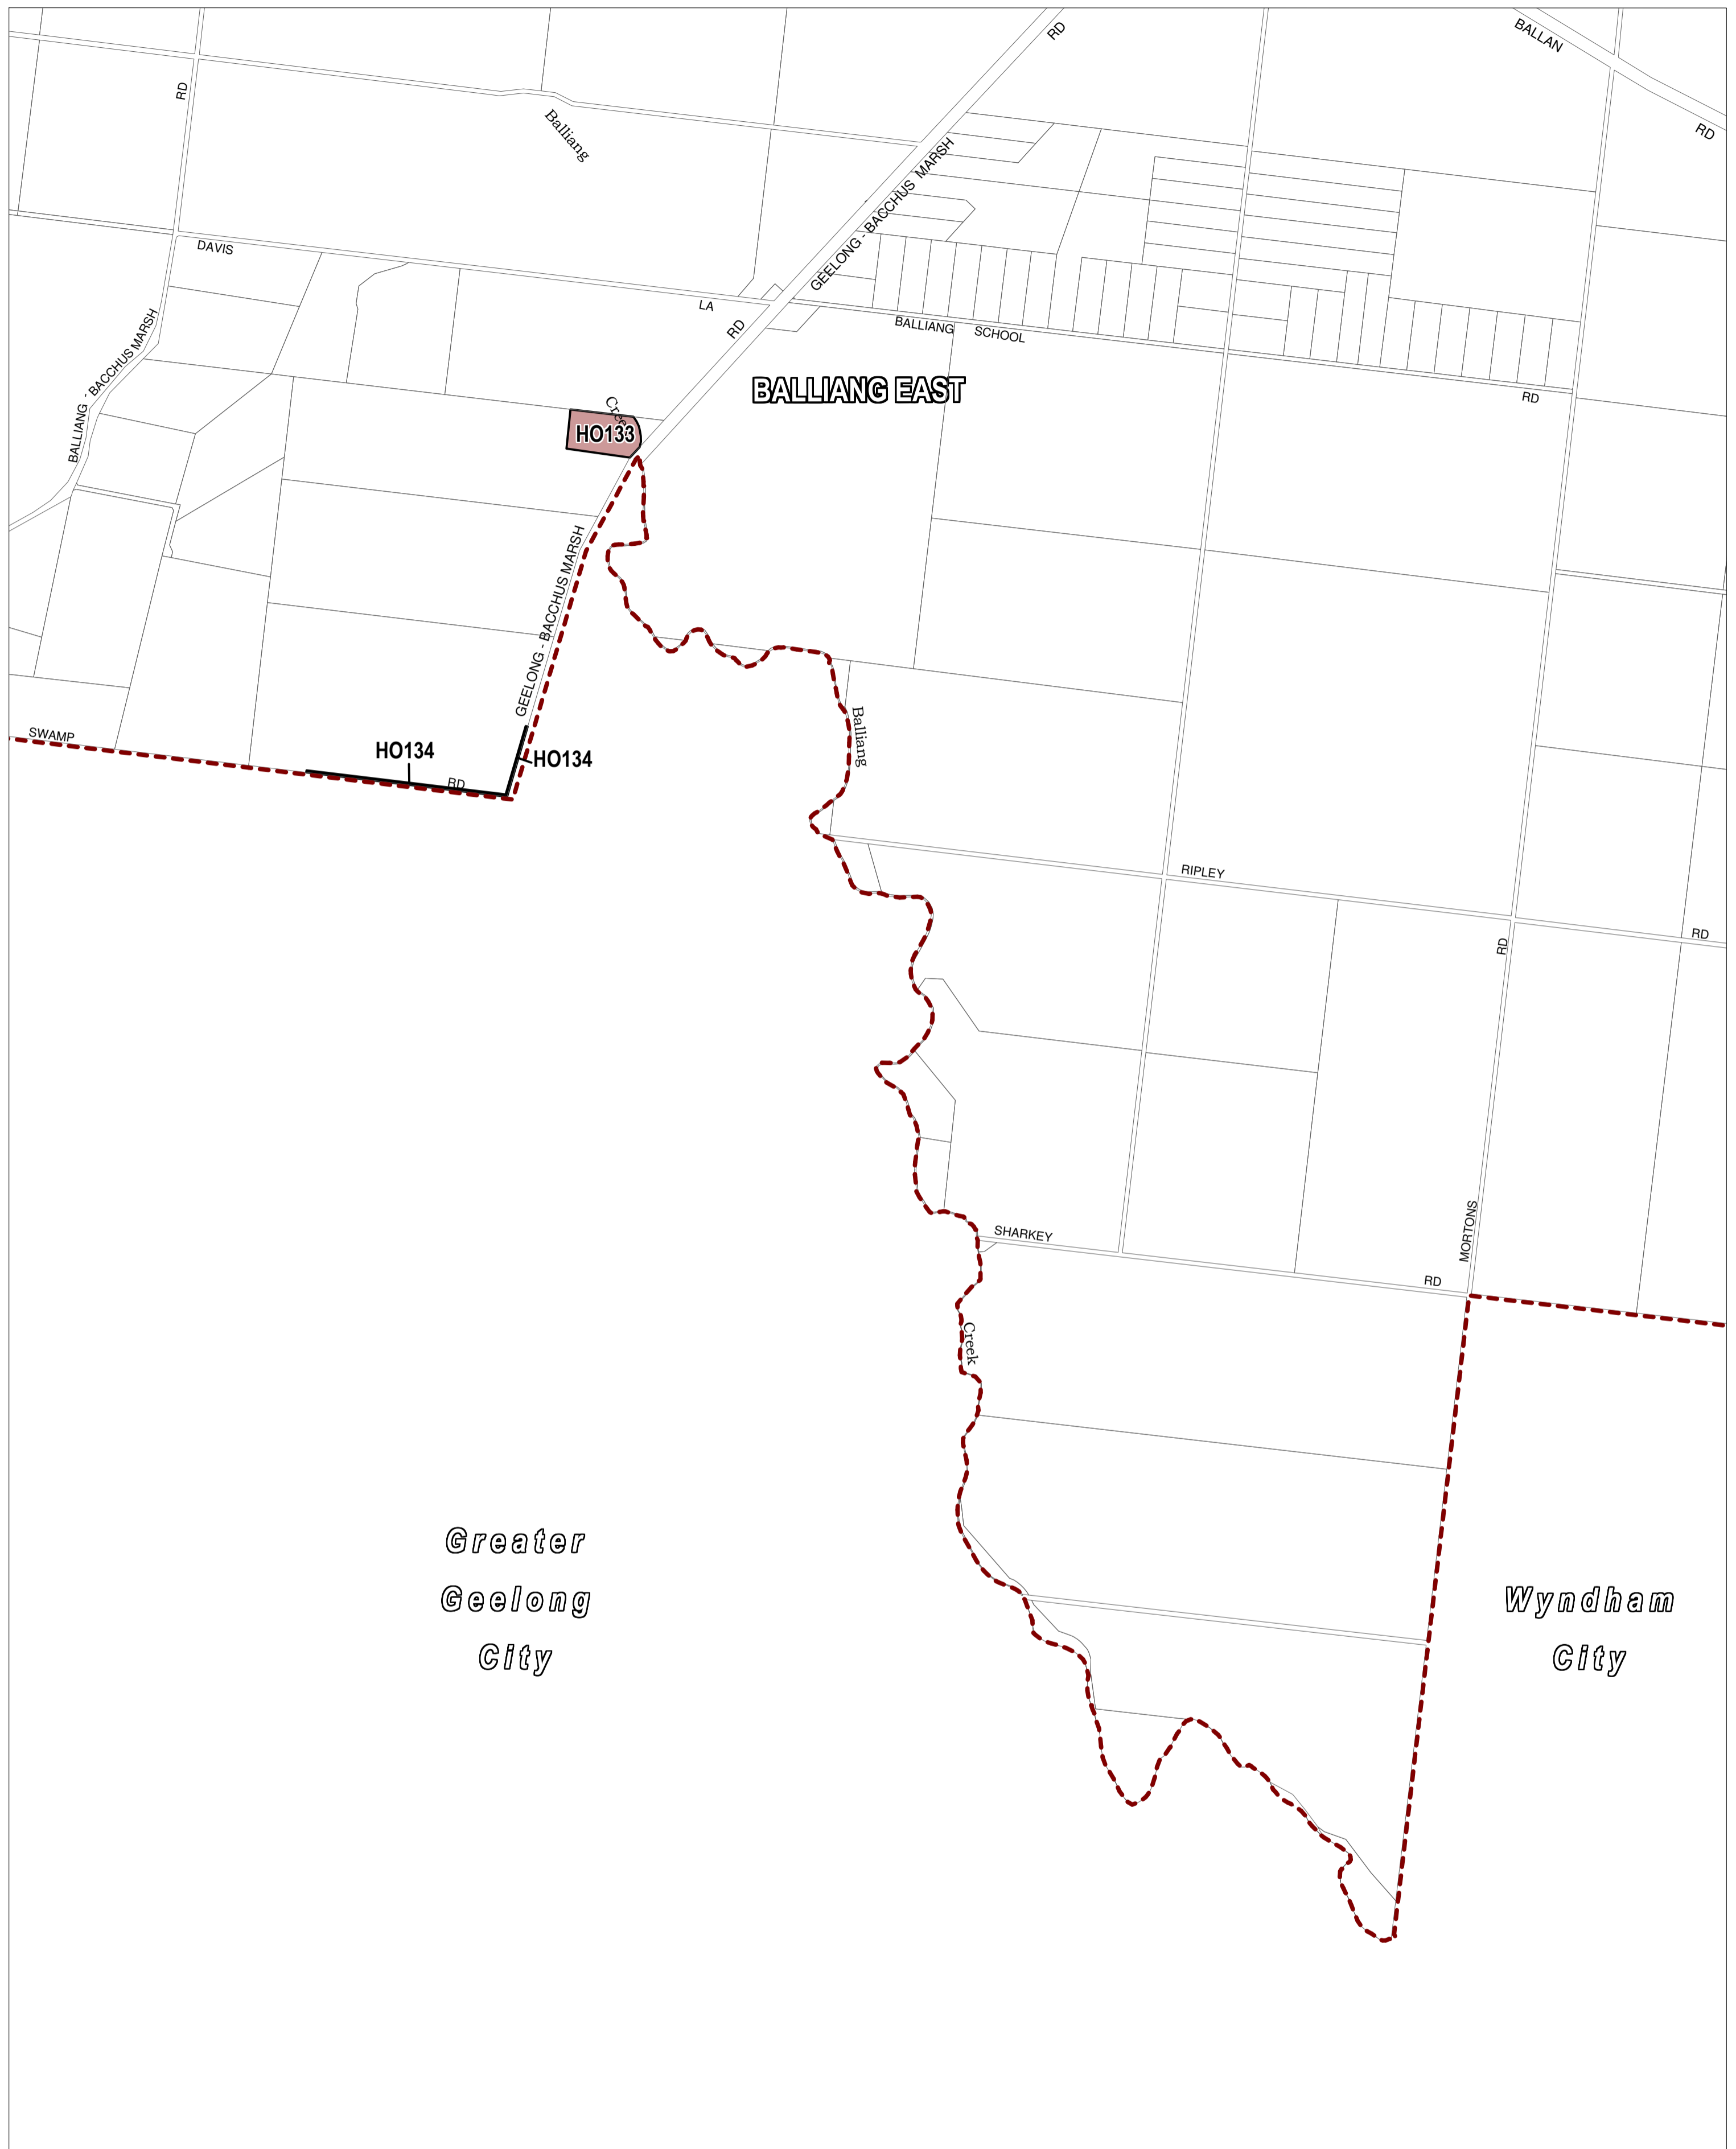 RD
BALLAN
RD
RD
Balliang
GEELONG - BACCHUS MARSH
DAVIS
LA
RD
BALLIANG SCHOOL
RD
BALLIANG - BACCHUS MARSH
BALLIANG EAST
Creek
HO133
GEELONG - BACCHUS MARSH
Balliang
SWAMP
HO134
HO134
RD
RIPLEY
RD
RD
MORTONS
SHARKEY
RD
Creek
Greater
Geelong
City
Wyndham
City